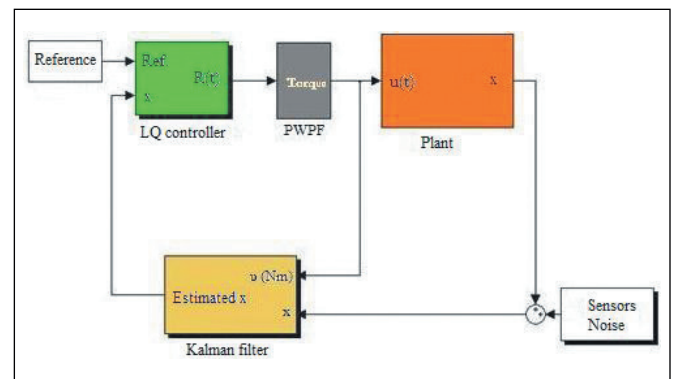 Reference
Ref.
R(t)
x
LQ controller
Torque
PWPF
u(t)
x
Plant
υ (Nm)
Estimated x
x
Kalman filter
Sensors
Noise